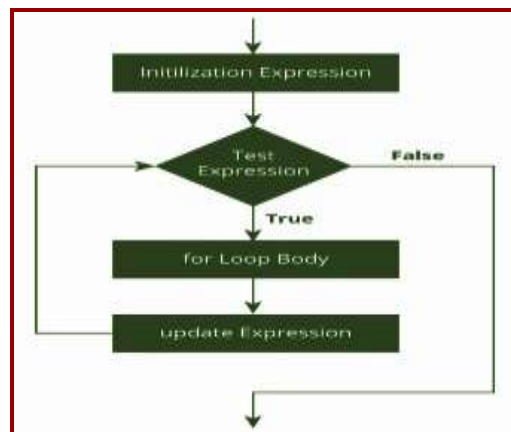 Initilization Expression
Test
Expression
False
True
for Loop Body
update Expression